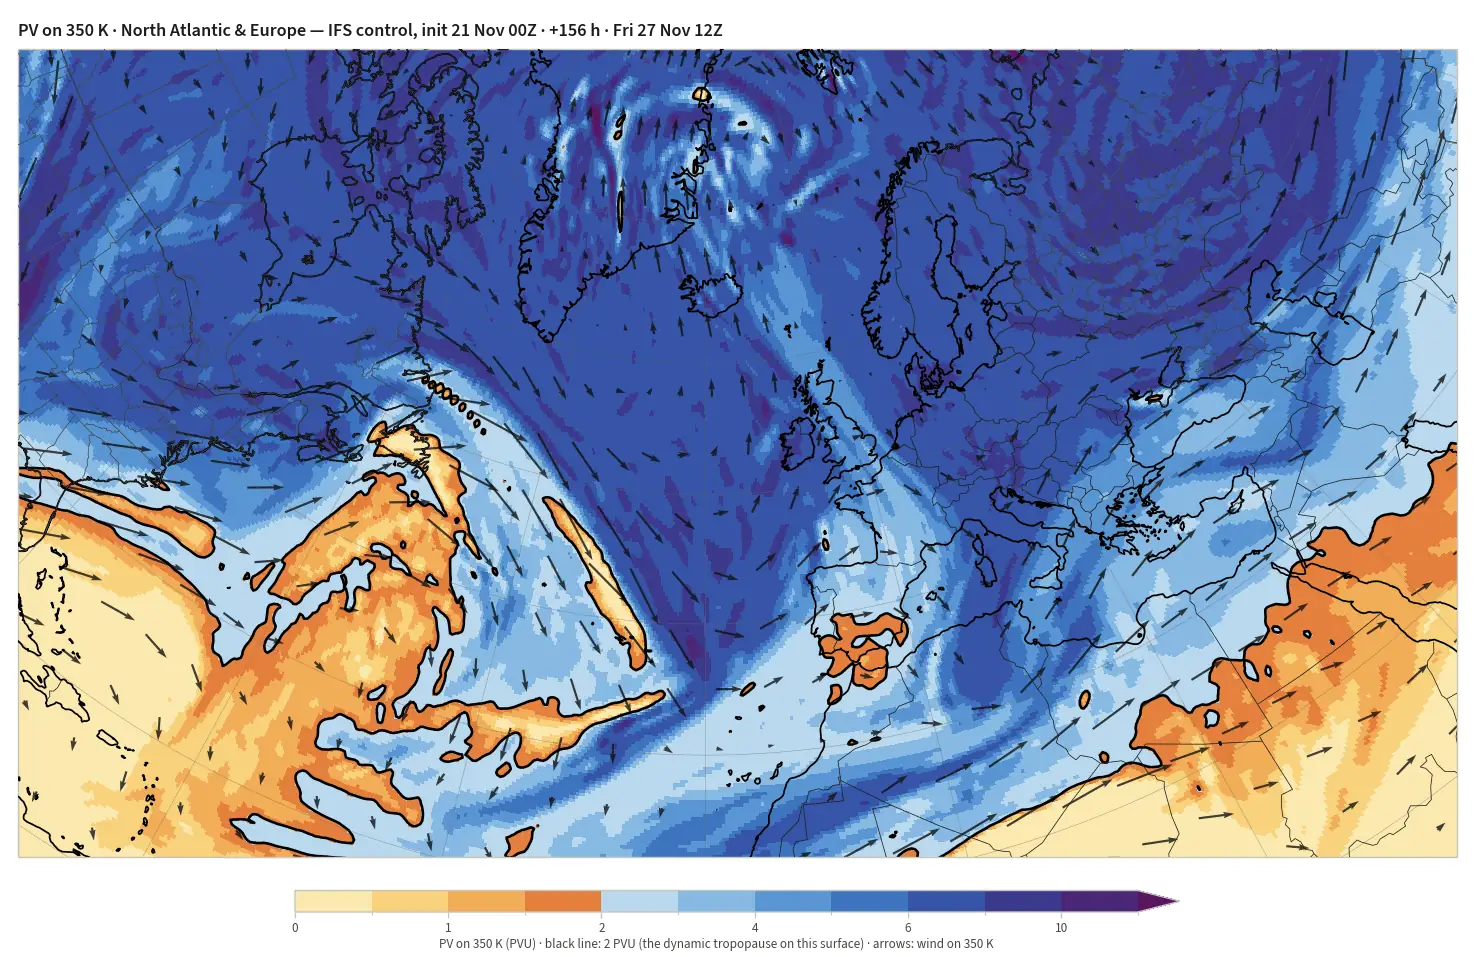 PV on 350 K · North Atlantic & Europe — IFS control, init 21 Nov 00Z · +156 h · Fri 27 Nov 12Z
0 1 2 4 6 10
PV on 350 K (PVU) · black line: 2 PVU (the dynamic tropopause on this surface) · arrows: wind on 350 K